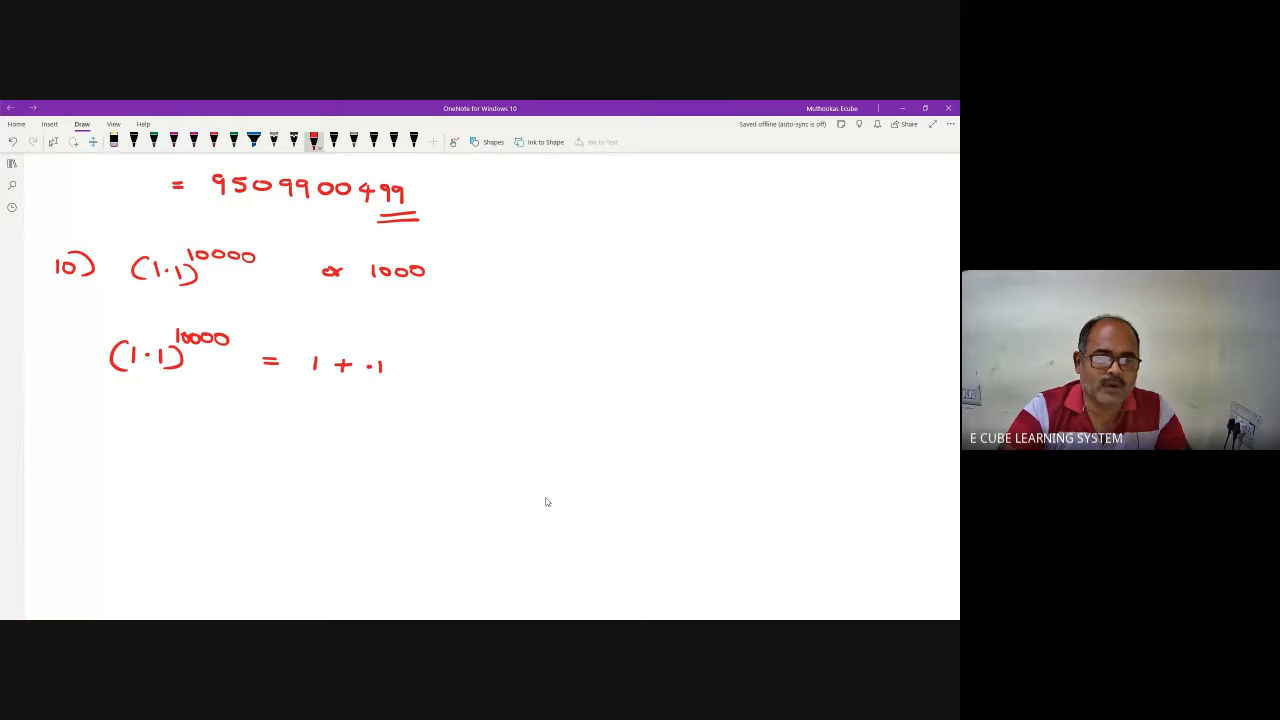 OneNote for Windows 10
Muthookas Ecube
Home Insert Draw View Help
Saved offline (auto-sync is off) Share
Shapes Ink to Shape Ink to Text
= 9509900499
10) (1.1)^10000 or 1000
(1.1)^10000 = 1 + .1
E CUBE LEARNING SYSTEM